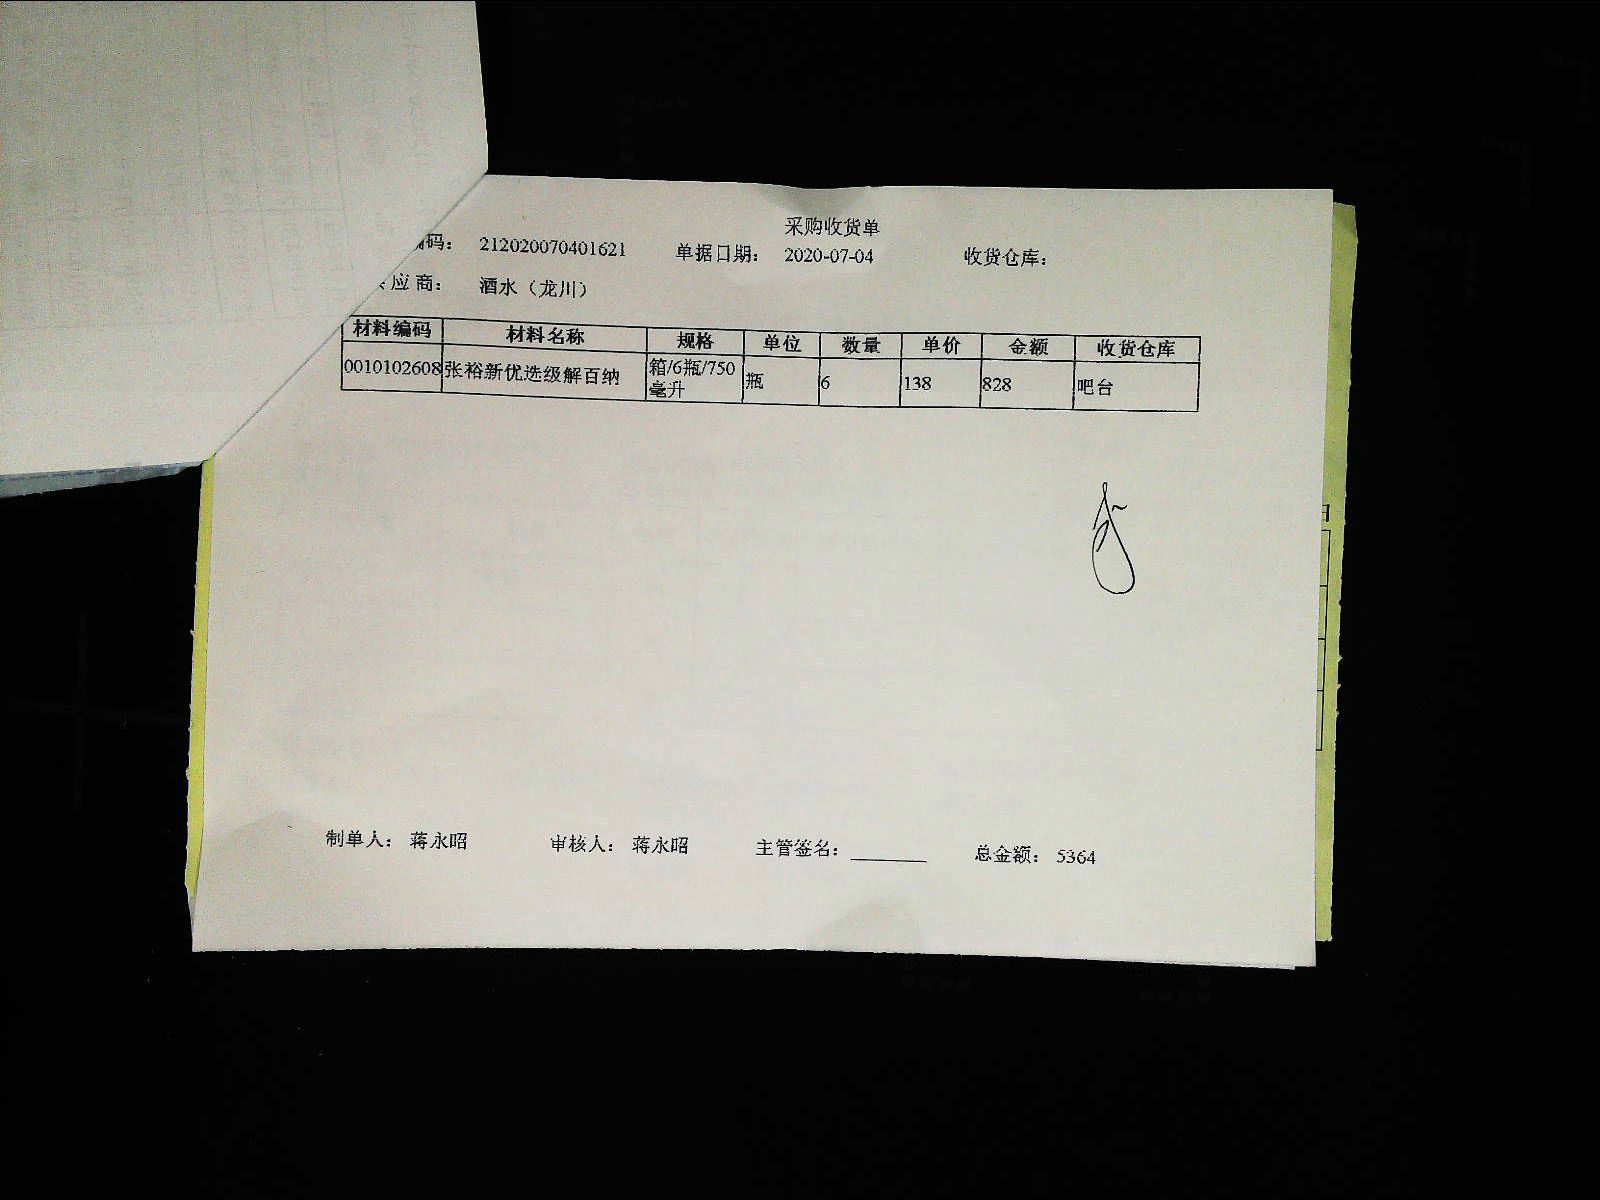 采购收货单
编码: 212020070401621 单据日期: 2020-07-04 收货仓库:
应商: 酒水（龙川）
材料编码 材料名称 规格 单位 数量 单价 金额 收货仓库
0010102608 张裕新优选级解百纳 箱/6瓶/750毫升 瓶 6 138 828 吧台
制单人: 蒋永昭 审核人: 蒋永昭 主管签名: 总金额: 5364